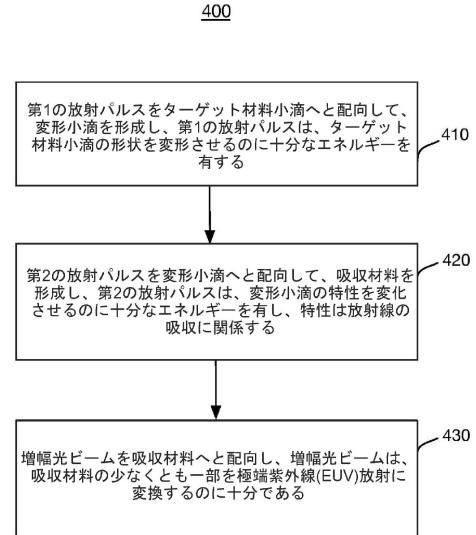 400
第1の放射パルスをターゲット材料小滴へと配向して、
変形小滴を形成し、第1の放射パルスは、ターゲット
材料小滴の形状を変形させるのに十分なエネルギーを
有する
410
第2の放射パルスを変形小滴へと配向して、吸収材料を
形成し、第2の放射パルスは、変形小滴の特性を変化
させるのに十分なエネルギーを有し、特性は放射線の
吸収に関係する
420
増幅光ビームを吸収材料へと配向し、増幅光ビームは、
吸収材料の少なくとも一部を極端紫外線(EUV)放射に
変換するのに十分である
430